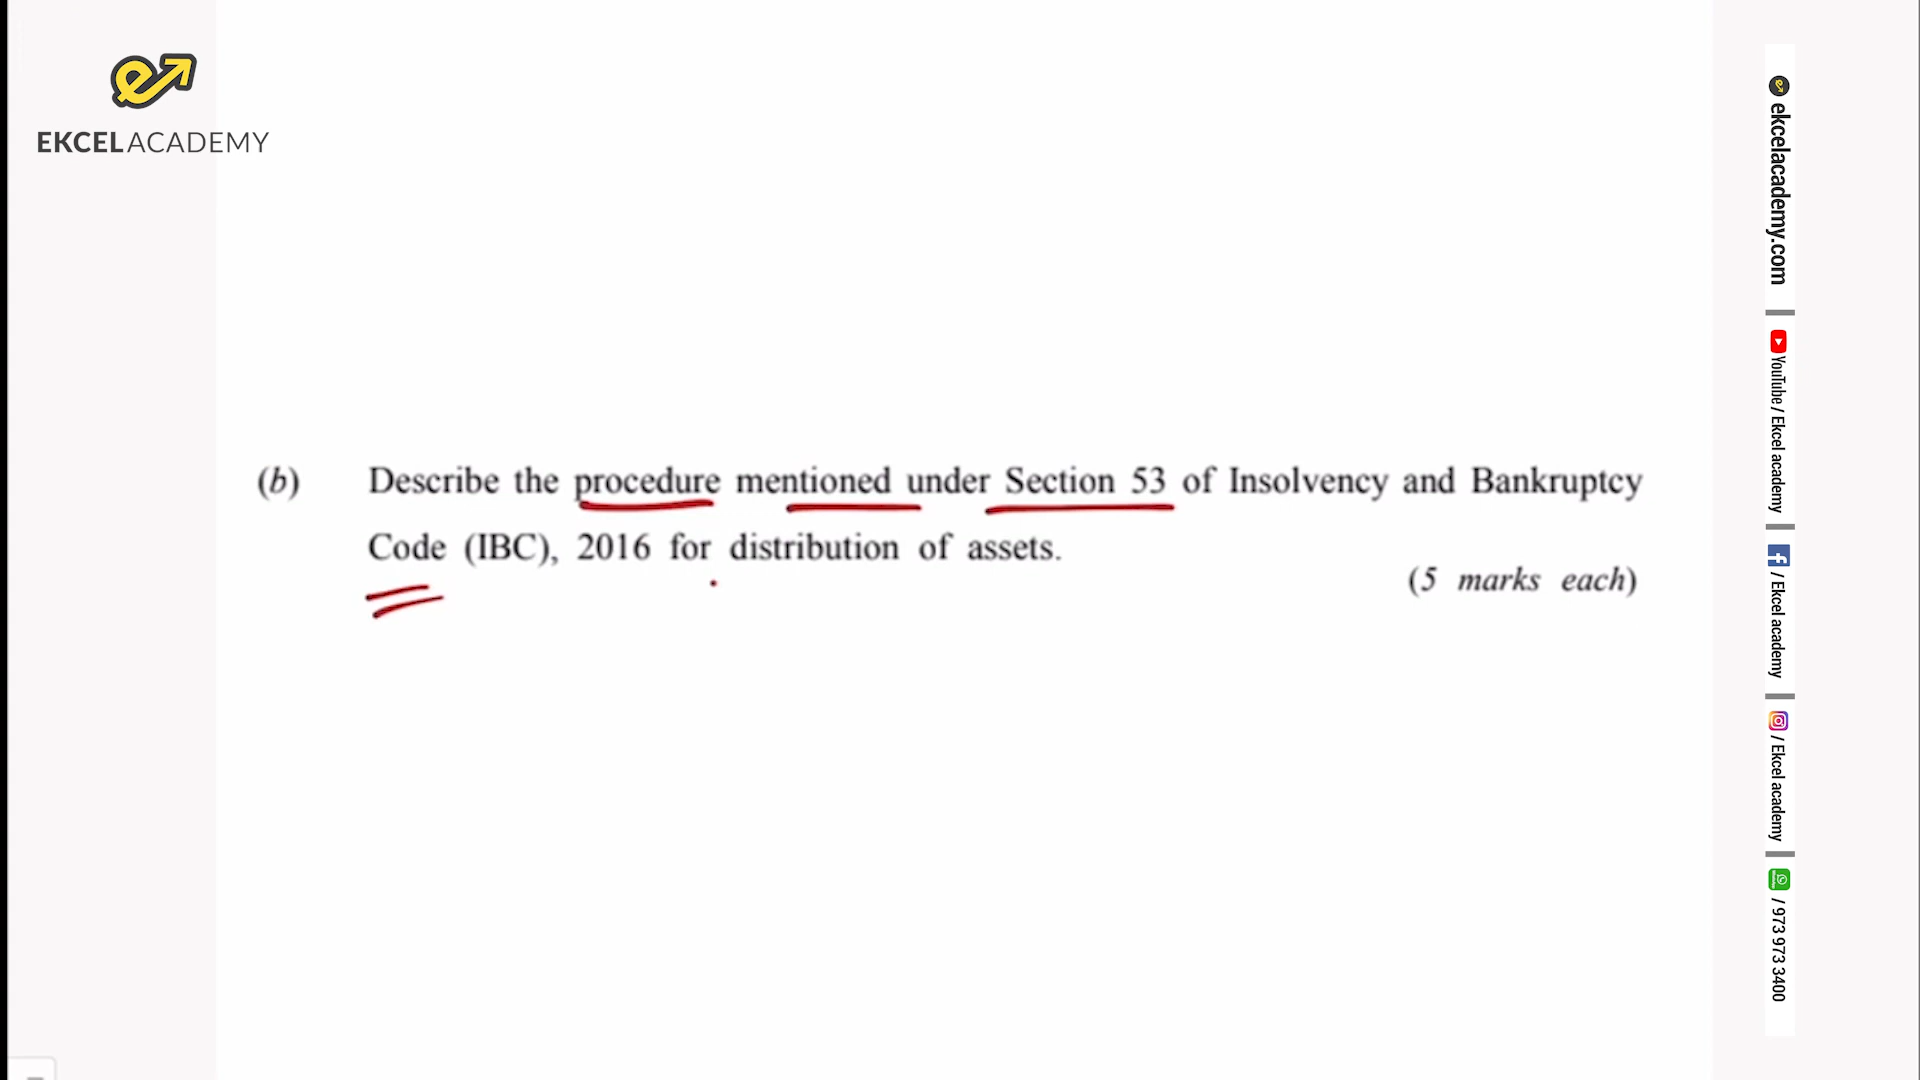 EKCELACADEMY
(b) Describe the procedure mentioned under Section 53 of Insolvency and Bankruptcy
Code (IBC), 2016 for distribution of assets.
(5 marks each)
ekcelacademy.com
YouTube / Ekcel academy
/ Ekcel academy
/ Ekcel academy
/ 973 973 3400